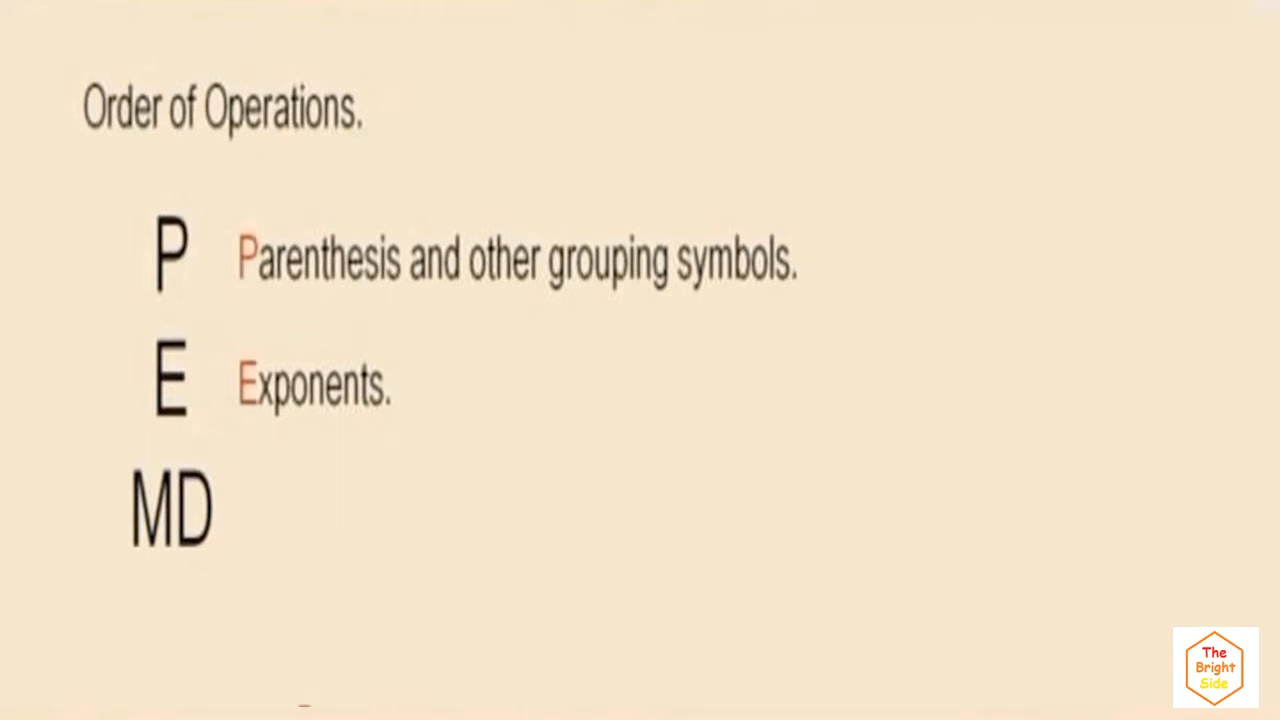 Order of Operations.
P Parenthesis and other grouping symbols.
E Exponents.
MD
The
Bright
Side